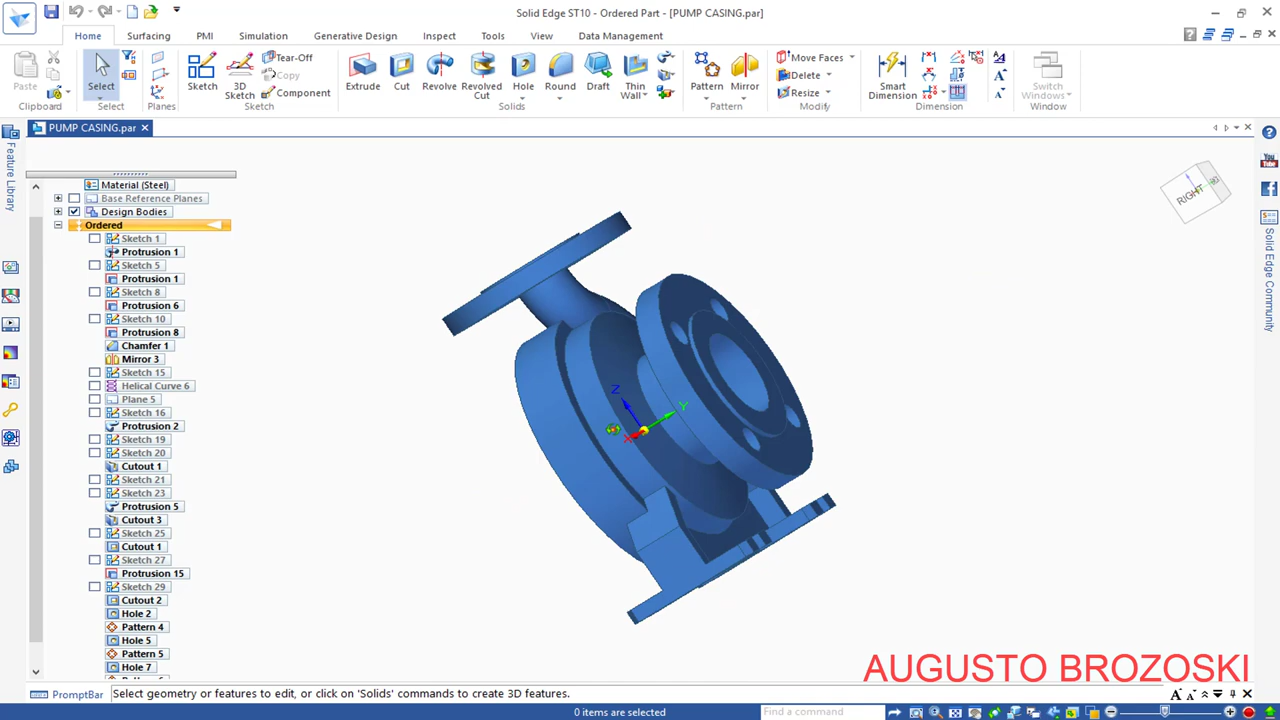 Solid Edge ST10 - Ordered Part - [PUMP CASING.par]
Home Surfacing PMI Simulation Generative Design Inspect Tools View Data Management
Paste
Clipboard
Select
Select
Planes
Sketch
3D Sketch
Tear-Off
Copy
Component
Sketch
Extrude
Cut
Revolve
Revolved Cut
Hole
Round
Draft
Thin Wall
Solids
Pattern
Mirror
Pattern
Move Faces
Delete
Resize
Modify
Smart Dimension
Dimension
Switch Windows
Window
PUMP CASING.par
Feature Library
Material (Steel)
Base Reference Planes
Design Bodies
Ordered
Sketch 1
Protrusion 1
Sketch 5
Protrusion 1
Sketch 8
Protrusion 6
Sketch 10
Protrusion 8
Chamfer 1
Mirror 3
Sketch 15
Helical Curve 6
Plane 5
Sketch 16
Protrusion 2
Sketch 19
Sketch 20
Cutout 1
Sketch 21
Sketch 23
Protrusion 5
Cutout 3
Sketch 25
Cutout 1
Sketch 27
Protrusion 15
Sketch 29
Cutout 2
Hole 2
Pattern 4
Hole 5
Pattern 5
Hole 7
Z
Y
X
RIGHT
You Tube
Solid Edge Community
AUGUSTO BROZOSKI
PromptBar
Select geometry or features to edit, or click on 'Solids' commands to create 3D features.
0 items are selected
Find a command